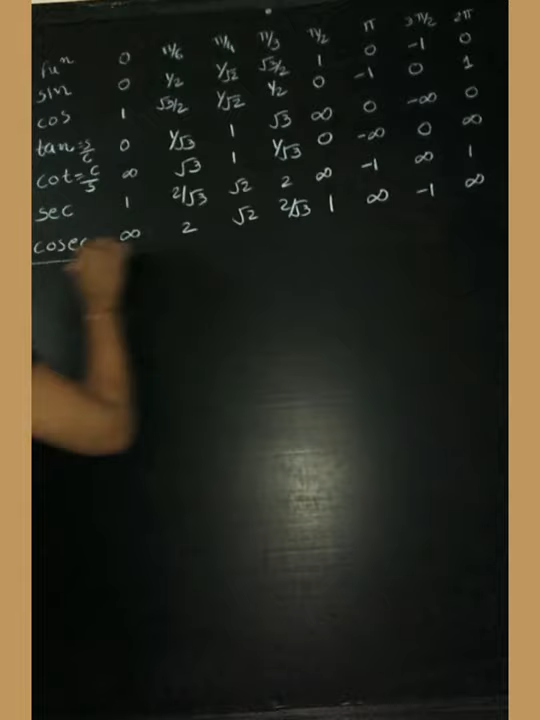 fun 0 π/6 π/4 π/3 π/2 π 3π/2 2π
sin 0 1/2 1/√2 √3/2 1 0 -1 0
cos 1 √3/2 1/√2 1/2 0 -1 0 1
tan=s/c 0 1/√3 1 √3 ∞ 0 -∞ 0
cot=c/s ∞ √3 1 1/√3 0 -∞ 0 ∞
sec 1 2/√3 √2 2 ∞ -1 ∞ 1
cosec ∞ 2 √2 2/√3 1 ∞ -1 ∞